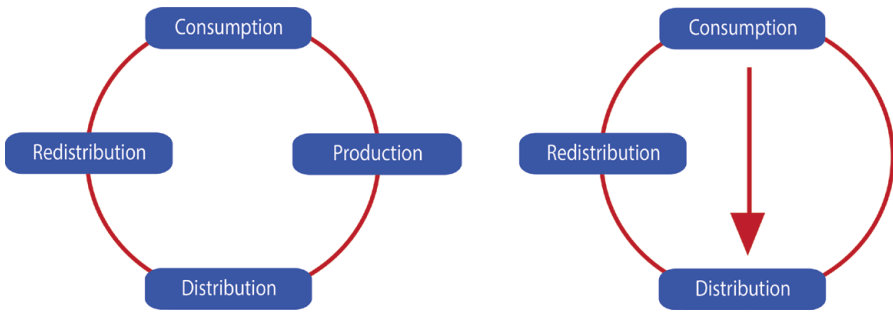 Consumption
Redistribution
Production
Distribution
Consumption
Redistribution
Distribution